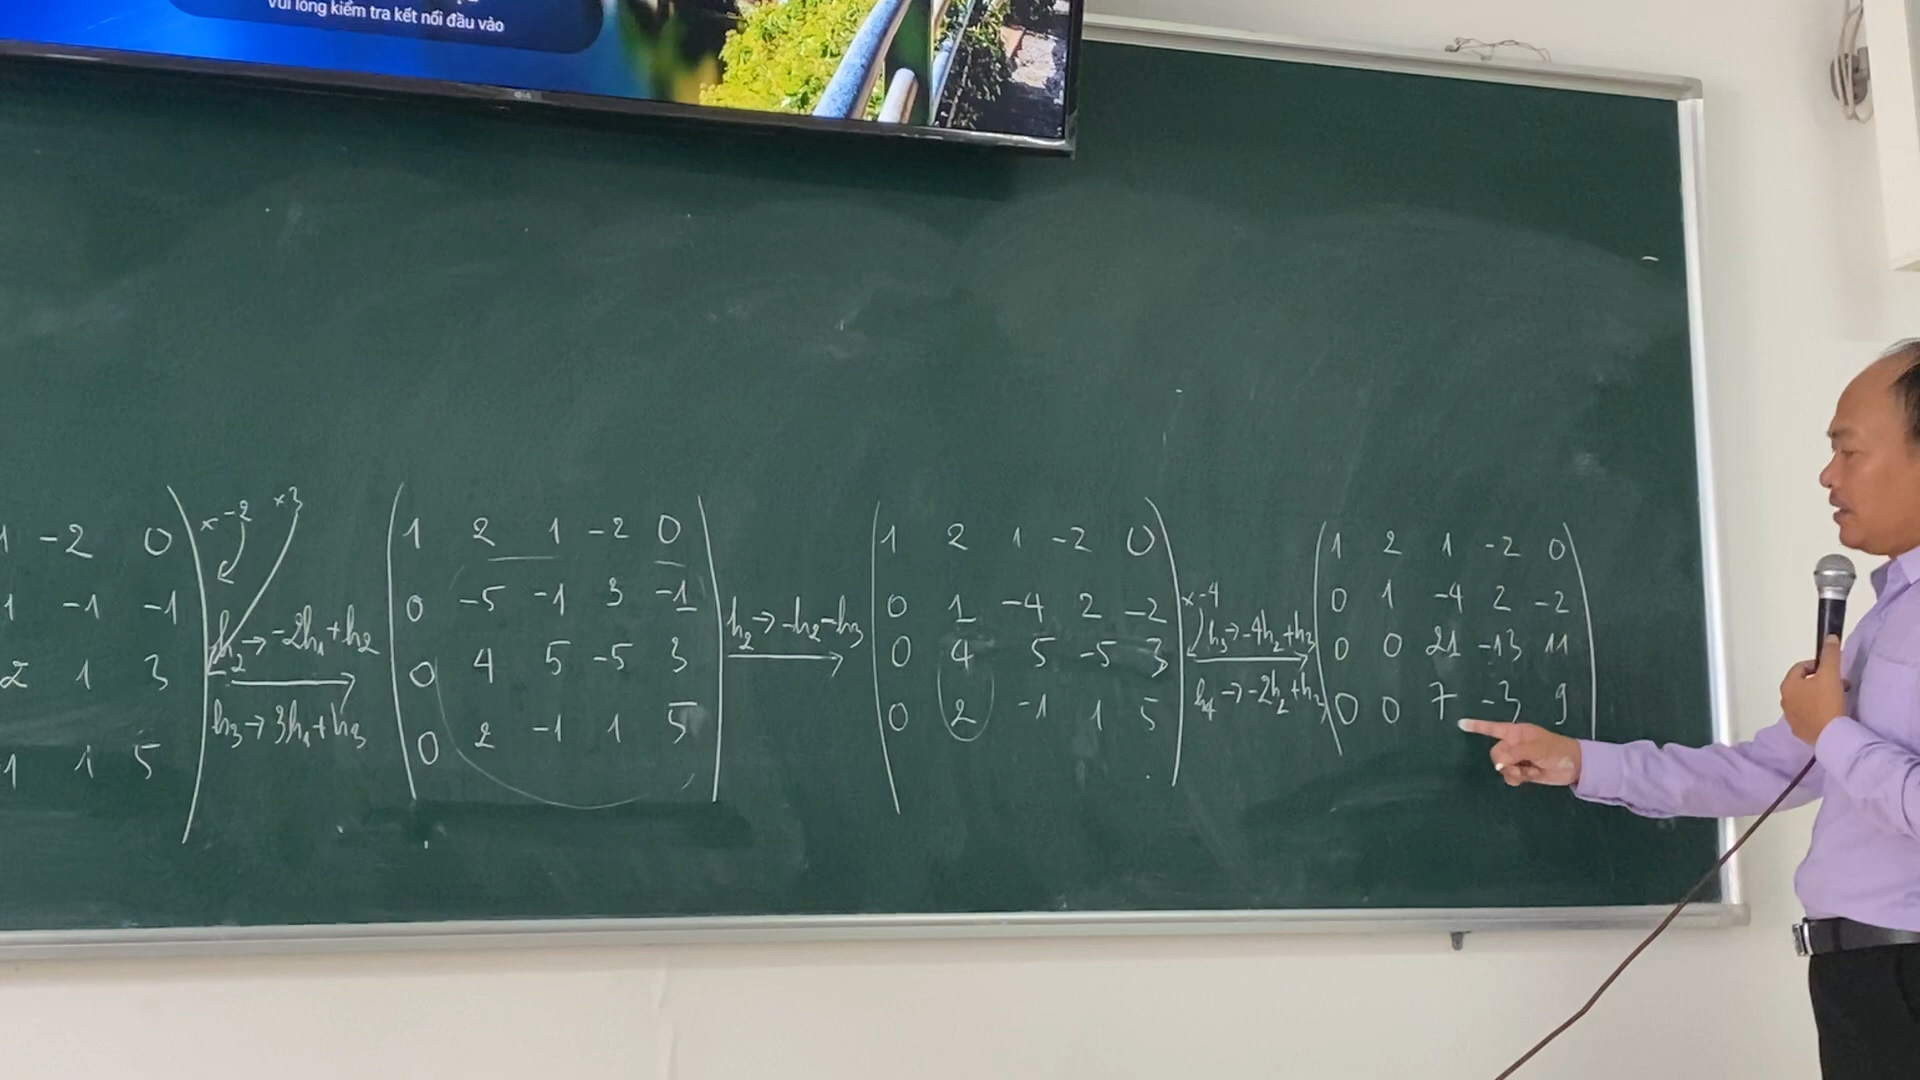 Vui lòng kiểm tra kết nối đầu vào
1 -2 0
1 -1 -1
2 1 3
1 1 5
× -2 ×3
h₂ → -2h₁ + h₂
h₃ → 3h₁ + h₃
1 2 1 -2 0
0 -5 -1 3 -1
0 4 5 -5 3
0 2 -1 1 5
h₂ → -h₂ - h₃
1 2 1 -2 0
0 1 -4 2 -2
0 4 5 -5 3
0 2 -1 1 5
× -4
h₃ → -4h₂ + h₃
h₄ → -2h₂ + h₃
1 2 1 -2 0
0 1 -4 2 -2
0 0 21 -13 11
0 0 7 -3 9